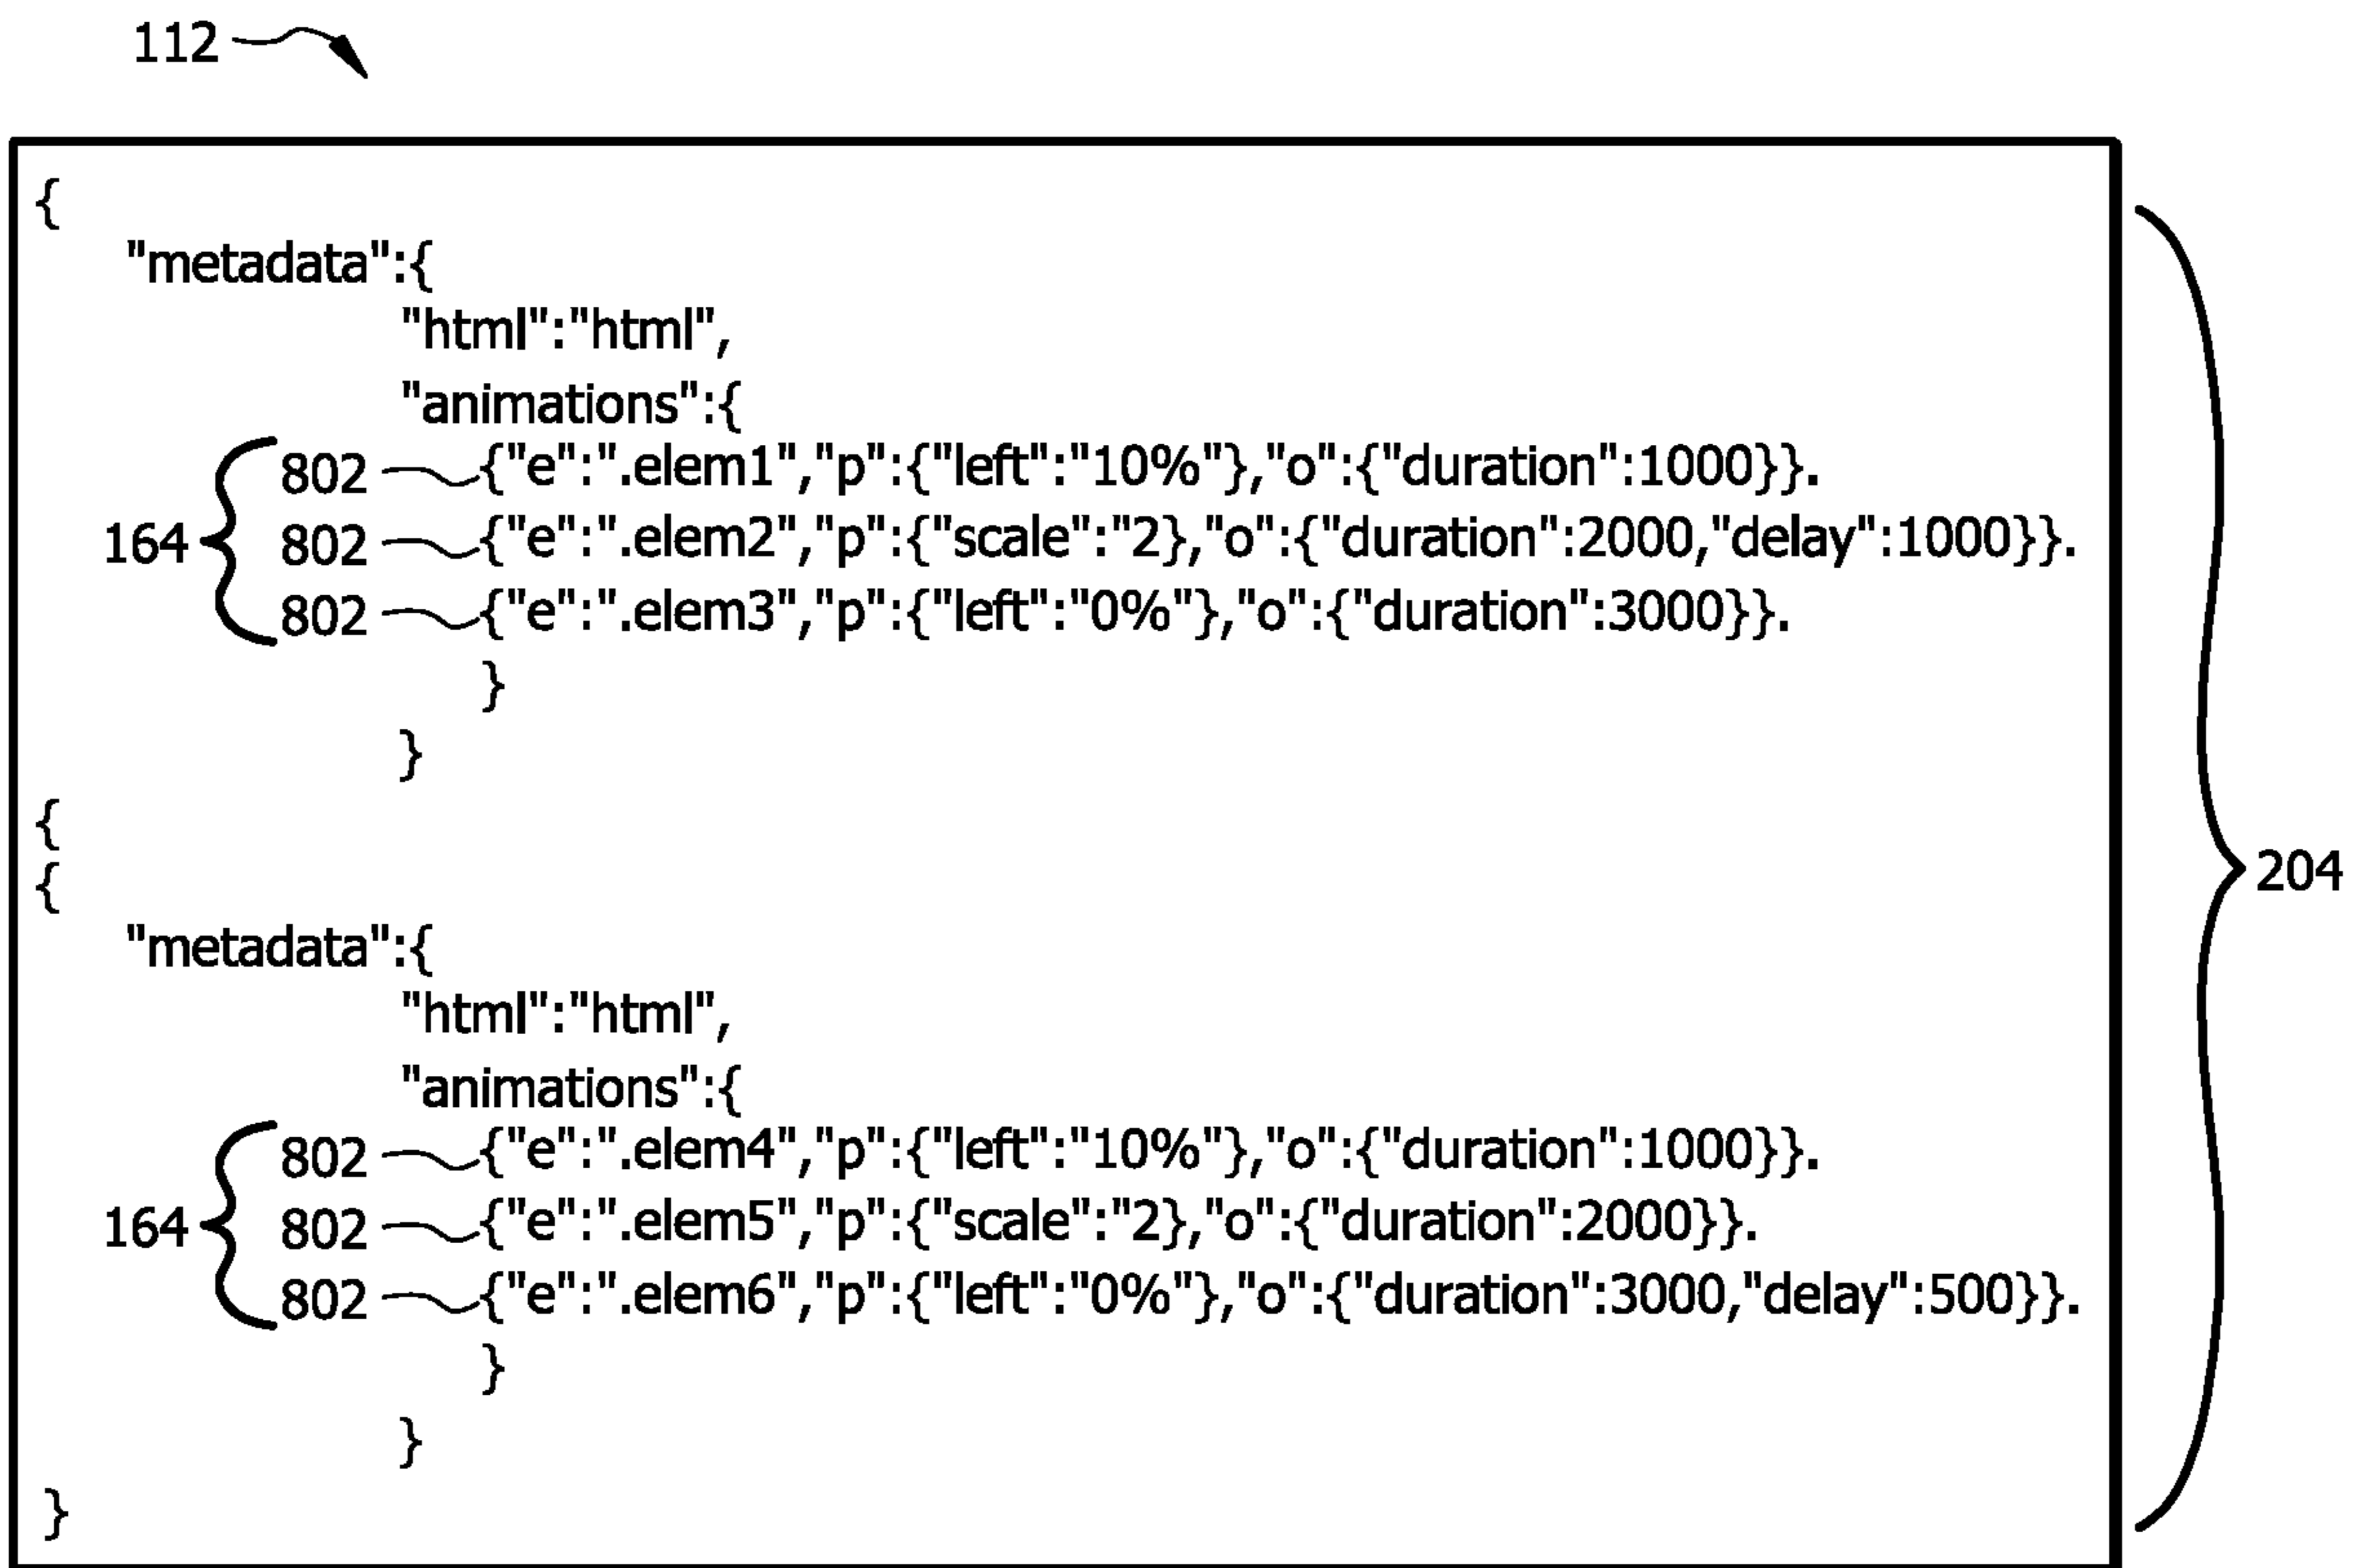 112
{
"metadata":{
"html":"html",
"animations":{
802 {"e":".elem1","p":{"left":"10%"},"o":{"duration":1000}}.
164 802 {"e":".elem2","p":{"scale":"2},"o":{"duration":2000,"delay":1000}}.
802 {"e":".elem3","p":{"left":"0%"},"o":{"duration":3000}}.
}
}
{
{
204
"metadata":{
"html":"html",
"animations":{
802 {"e":".elem4","p":{"left":"10%"},"o":{"duration":1000}}.
164 802 {"e":".elem5","p":{"scale":"2},"o":{"duration":2000}}.
802 {"e":".elem6","p":{"left":"0%"},"o":{"duration":3000,"delay":500}}.
}
}
}